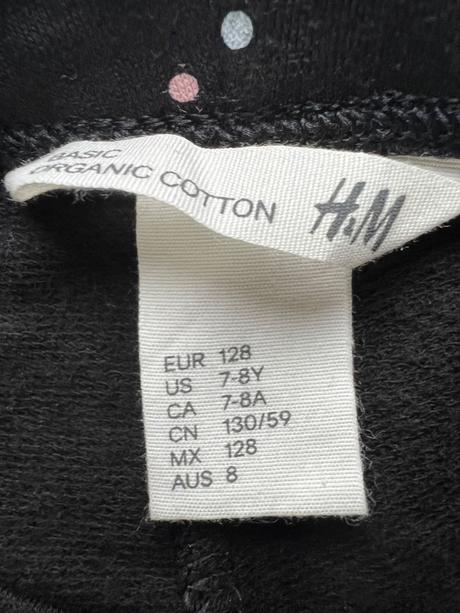 BASIC
ORGANIC COTTON
H&M
EUR 128
US 7-8Y
CA 7-8A
CN 130/59
MX 128
AUS 8